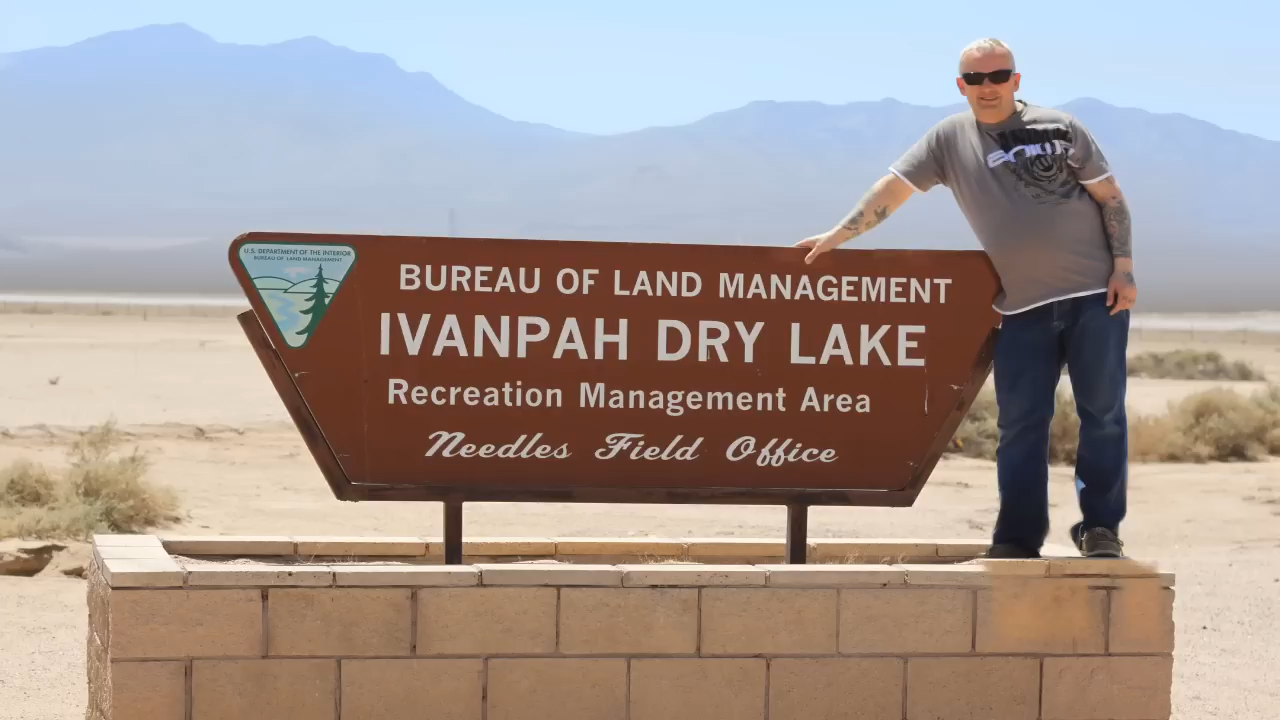 U.S. DEPARTMENT OF THE INTERIOR
BUREAU OF LAND MANAGEMENT
BUREAU OF LAND MANAGEMENT
IVANPAH DRY LAKE
Recreation Management Area
Needles Field Office